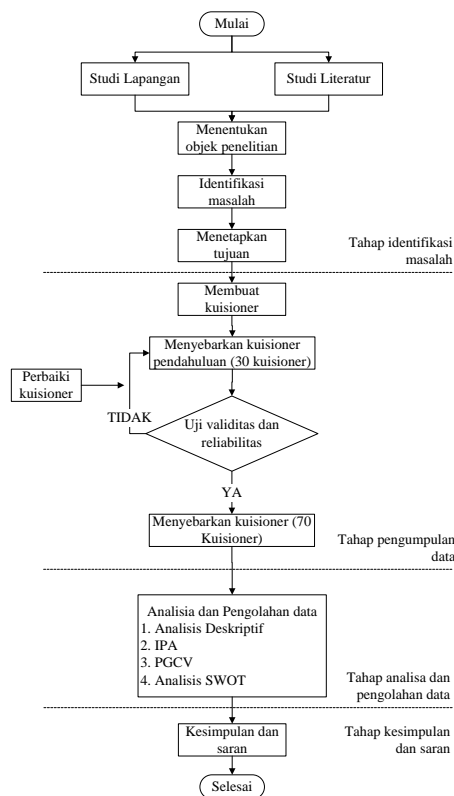 Mulai
Studi Lapangan
Studi Literatur
Menentukan
objek penelitian
Identifikasi
masalah
Menetapkan
tujuan
Tahap identifikasi
masalah
Membuat
kuisioner
Menyebarkan kuisioner
pendahuluan (30 kuisioner)
Perbaiki
kuisioner
TIDAK
Uji validitas dan
reliabilitas
YA
Menyebarkan kuisioner (70
Kuisioner)
Tahap pengumpulan
data
Analisia dan Pengolahan data
1. Analisis Deskriptif
2. IPA
3. PGCV
4. Analisis SWOT
Tahap analisa dan
pengolahan data
Kesimpulan dan
saran
Tahap kesimpulan
dan saran
Selesai